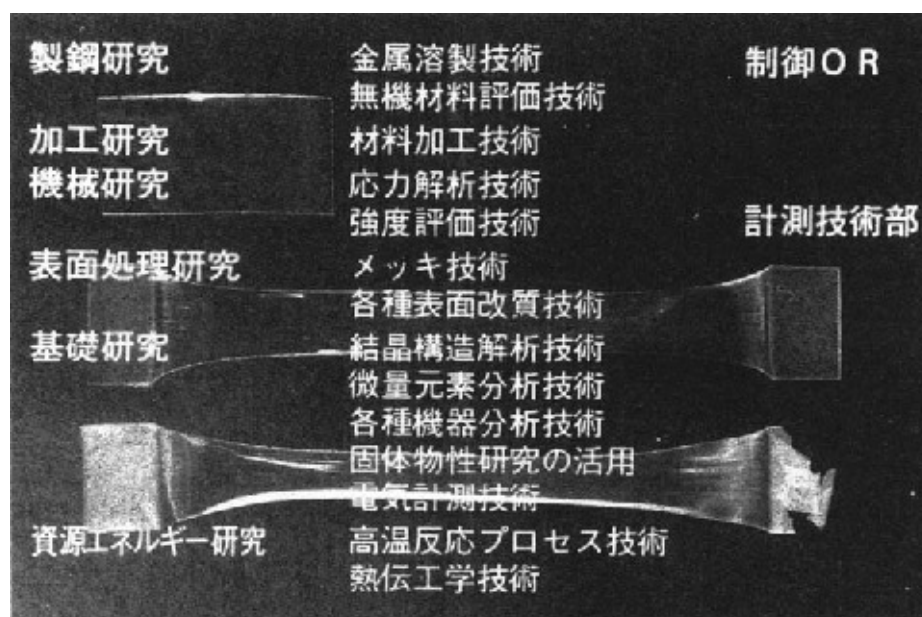 製鋼研究
金属溶製技術
制御OR
無機材料評価技術
加工研究
材料加工技術
機械研究
応力解析技術
強度評価技術
計測技術部
表面処理研究
メッキ技術
各種表面改質技術
基礎研究
結晶構造解析技術
微量元素分析技術
各種機器分析技術
固体物性研究の活用
電気計測技術
資源エネルギー研究
高温反応プロセス技術
熱伝工学技術